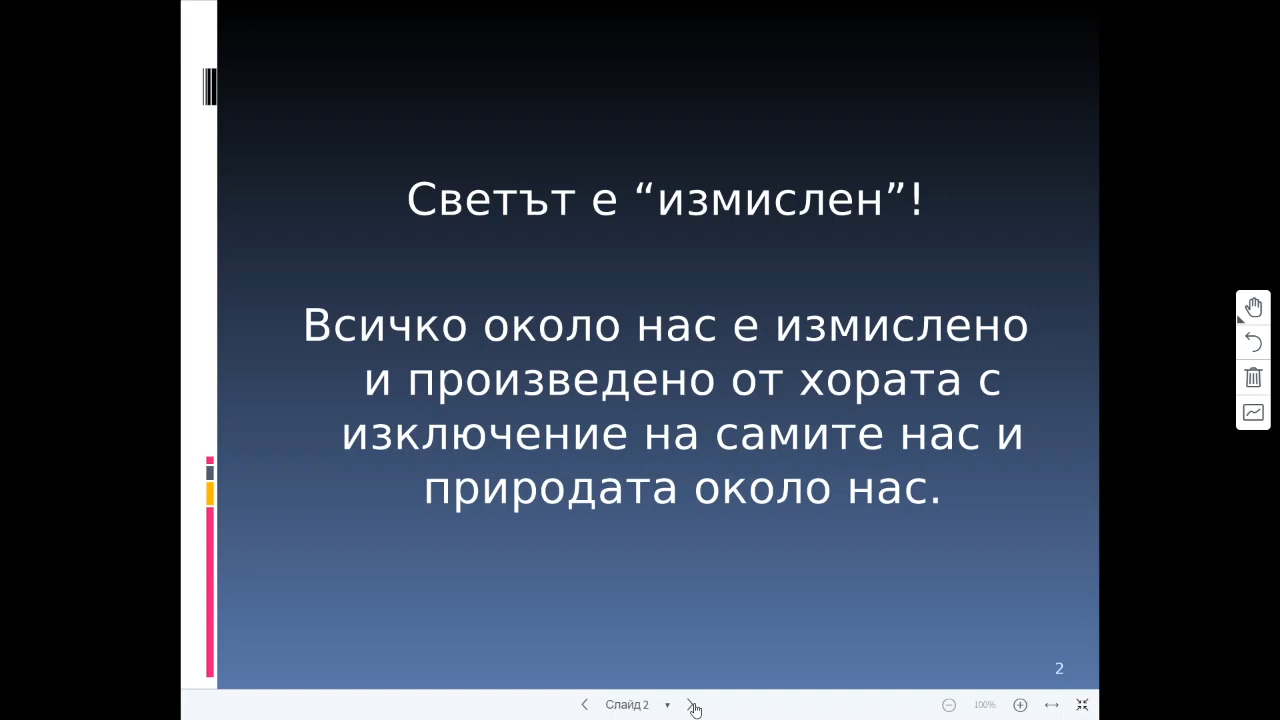 Светът е “измислен”!
Всичко около нас е измислено
и произведено от хората с
изключение на самите нас и
природата около нас.
2
Слайд 2
100%